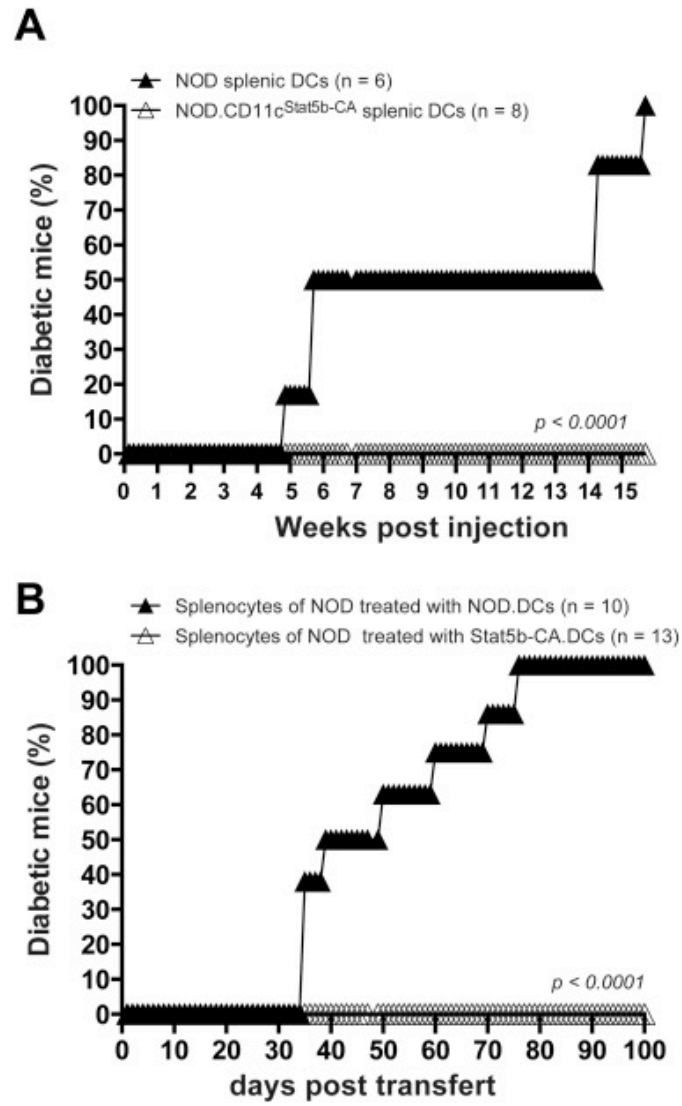 A
NOD splenic DCs (n = 6)
NOD.CD11cStat5b-CA splenic DCs (n = 8)
Diabetic mice (%)
100
90
80
70
60
50
40
30
20
10
0
p < 0.0001
0 1 2 3 4 5 6 7 8 9 10 11 12 13 14 15
Weeks post injection
B
Splenocytes of NOD treated with NOD.DCs (n = 10)
Splenocytes of NOD treated with Stat5b-CA.DCs (n = 13)
Diabetic mice (%)
100
90
80
70
60
50
40
30
20
10
0
p < 0.0001
0 10 20 30 40 50 60 70 80 90 100
days post transfert